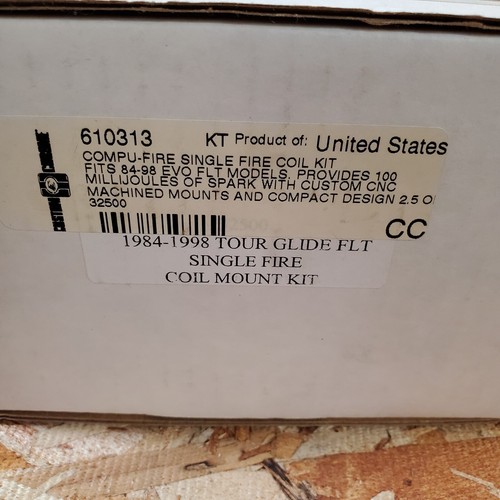 610313 KT Product of: United States
COMPU-FIRE SINGLE FIRE COIL KIT
FITS 84-98 EVO FLT MODELS, PROVIDES 100
MILLIJOULES OF SPARK WITH CUSTOM CNC
MACHINED MOUNTS AND COMPACT DESIGN 2.5 O
32500
CC
1984-1998 TOUR GLIDE FLT
SINGLE FIRE
COIL MOUNT KIT